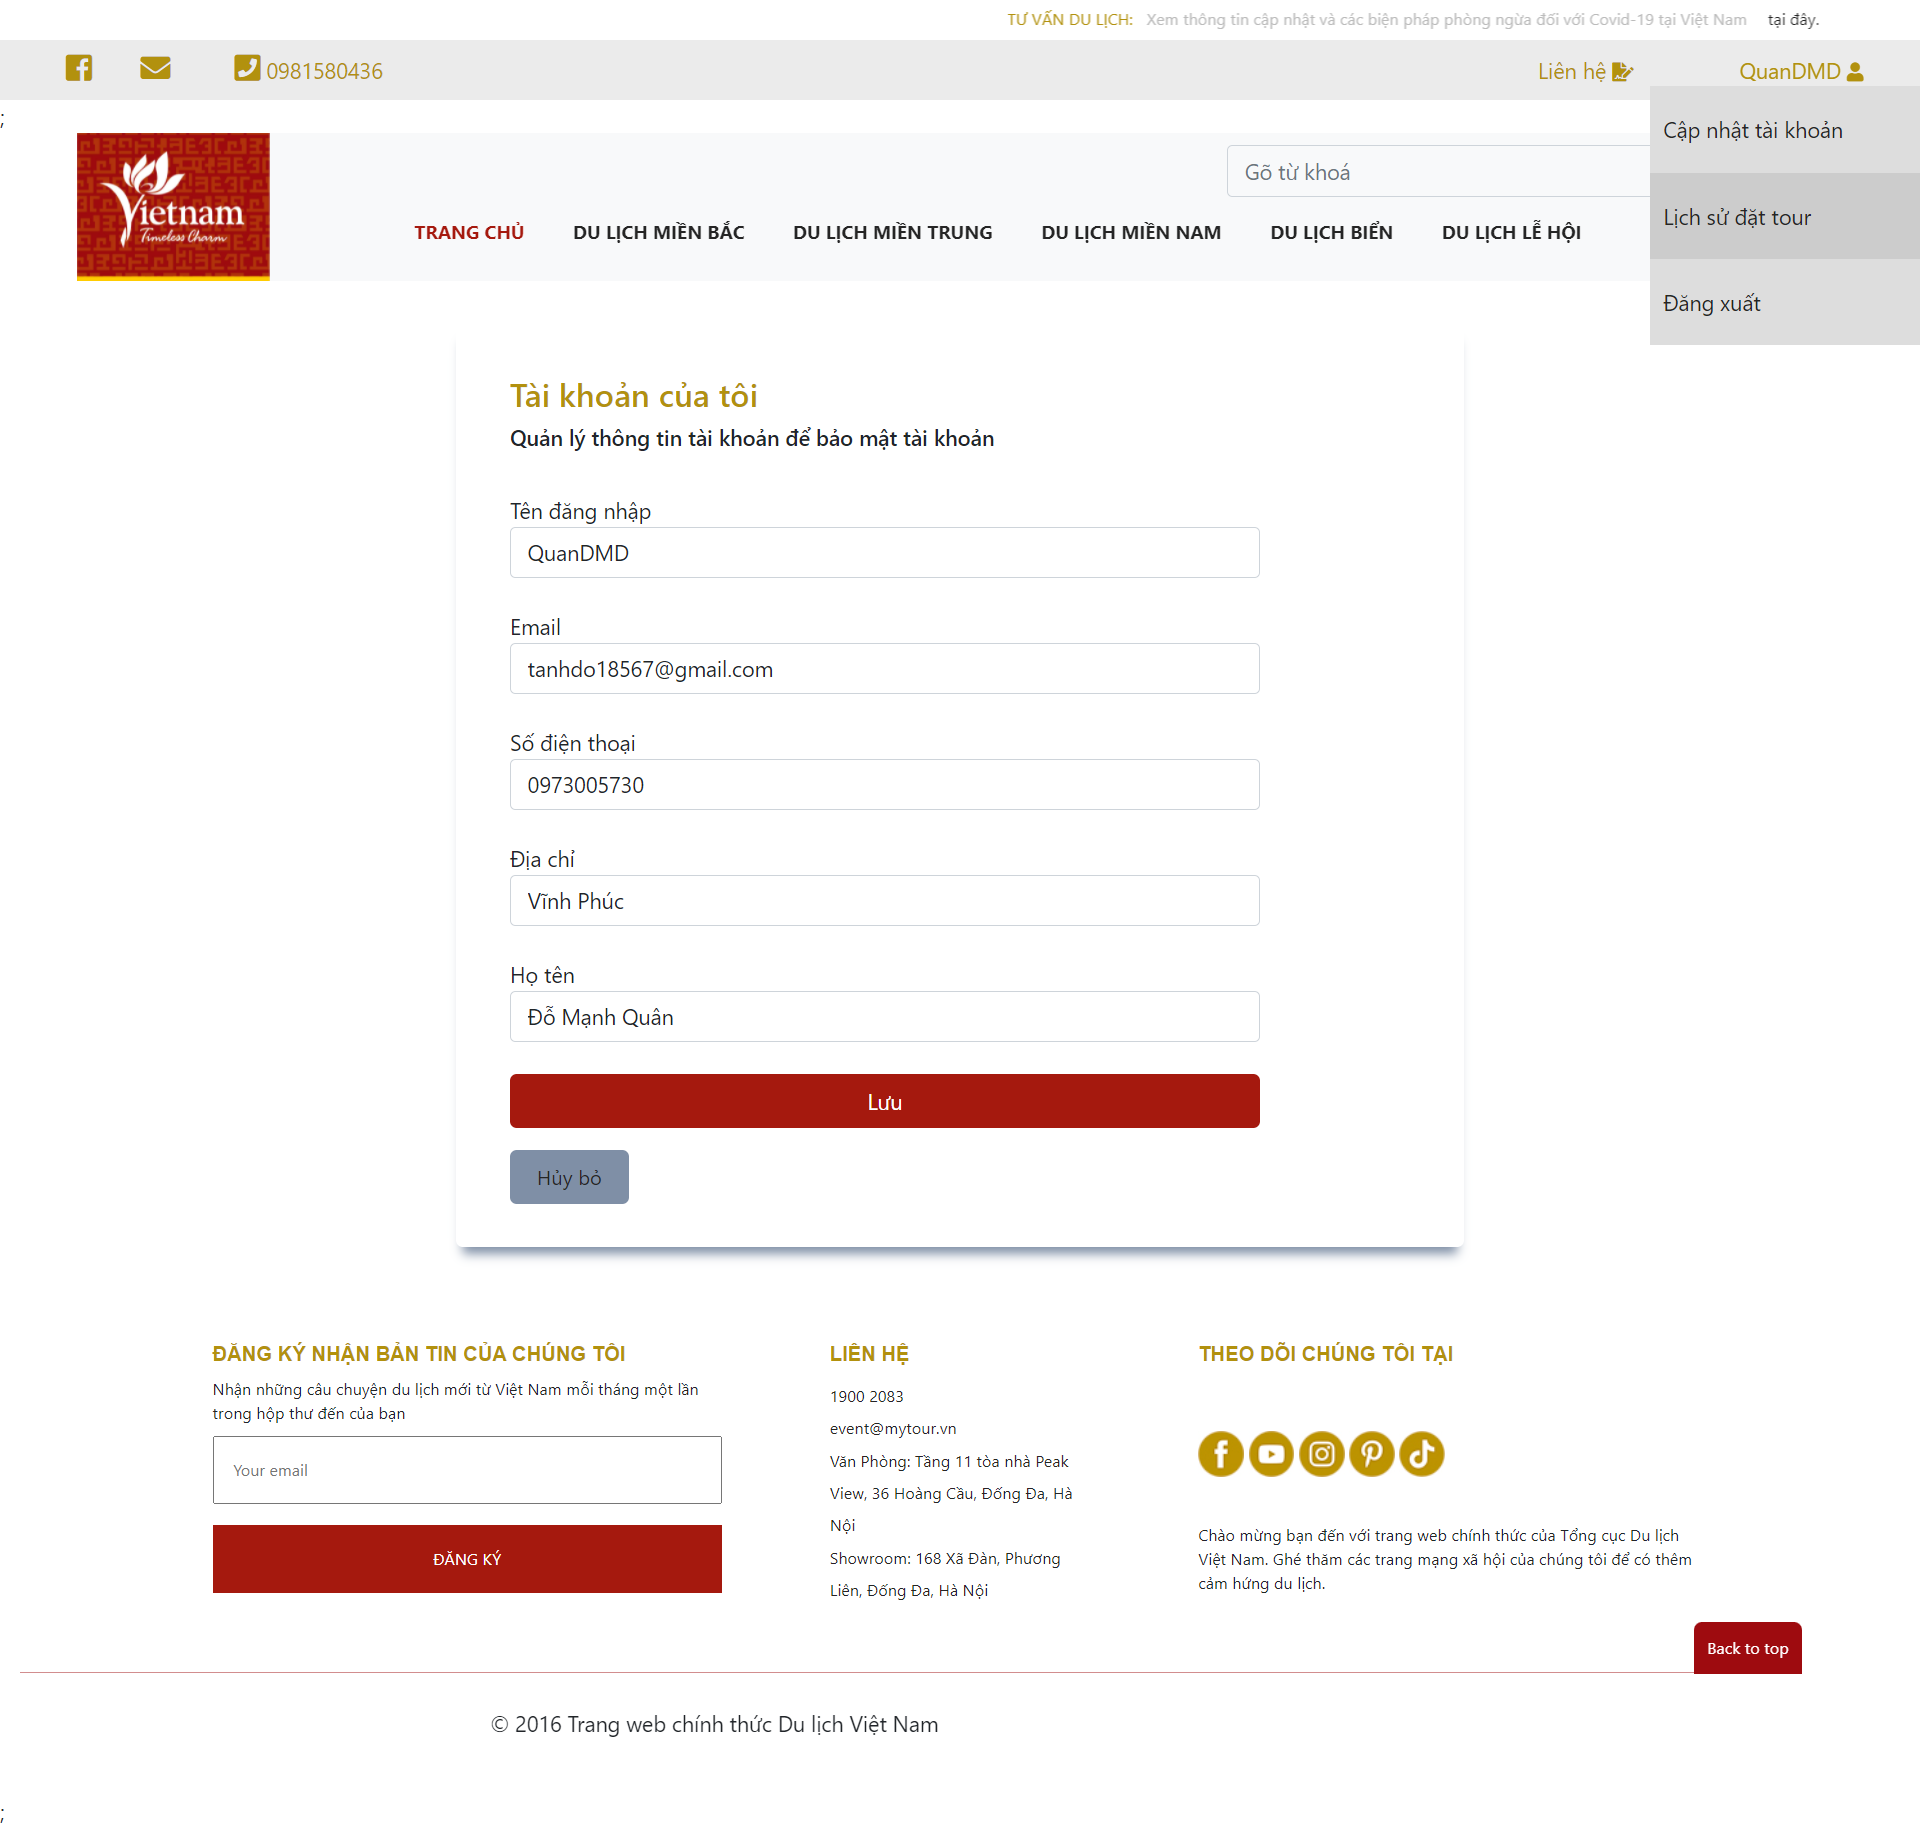 TƯ VẤN DU LỊCH: Xem thông tin cập nhật và các biện pháp phòng ngừa đối với Covid-19 tại Việt Nam tại đây.
0981580436
Liên hệ
QuanDMD
;
Cập nhật tài khoản
Lịch sử đặt tour
Đăng xuất
Vietnam
Timeless Charm
Gõ từ khoá
TRANG CHỦ DU LỊCH MIỀN BẮC DU LỊCH MIỀN TRUNG DU LỊCH MIỀN NAM DU LỊCH BIỂN DU LỊCH LỄ HỘI
Tài khoản của tôi
Quản lý thông tin tài khoản để bảo mật tài khoản
Tên đăng nhập
QuanDMD
Email
tanhdo18567@gmail.com
Số điện thoại
0973005730
Địa chỉ
Vĩnh Phúc
Họ tên
Đỗ Mạnh Quân
Lưu
Hủy bỏ
ĐĂNG KÝ NHẬN BẢN TIN CỦA CHÚNG TÔI
Nhận những câu chuyện du lịch mới từ Việt Nam mỗi tháng một lần
trong hộp thư đến của bạn
Your email
ĐĂNG KÝ
LIÊN HỆ
1900 2083
event@mytour.vn
Văn Phòng: Tầng 11 tòa nhà Peak
View, 36 Hoàng Cầu, Đống Đa, Hà
Nội
Showroom: 168 Xã Đàn, Phương
Liên, Đống Đa, Hà Nội
THEO DÕI CHÚNG TÔI TẠI
Chào mừng bạn đến với trang web chính thức của Tổng cục Du lịch
Việt Nam. Ghé thăm các trang mạng xã hội của chúng tôi để có thêm
cảm hứng du lịch.
Back to top
© 2016 Trang web chính thức Du lịch Việt Nam
;